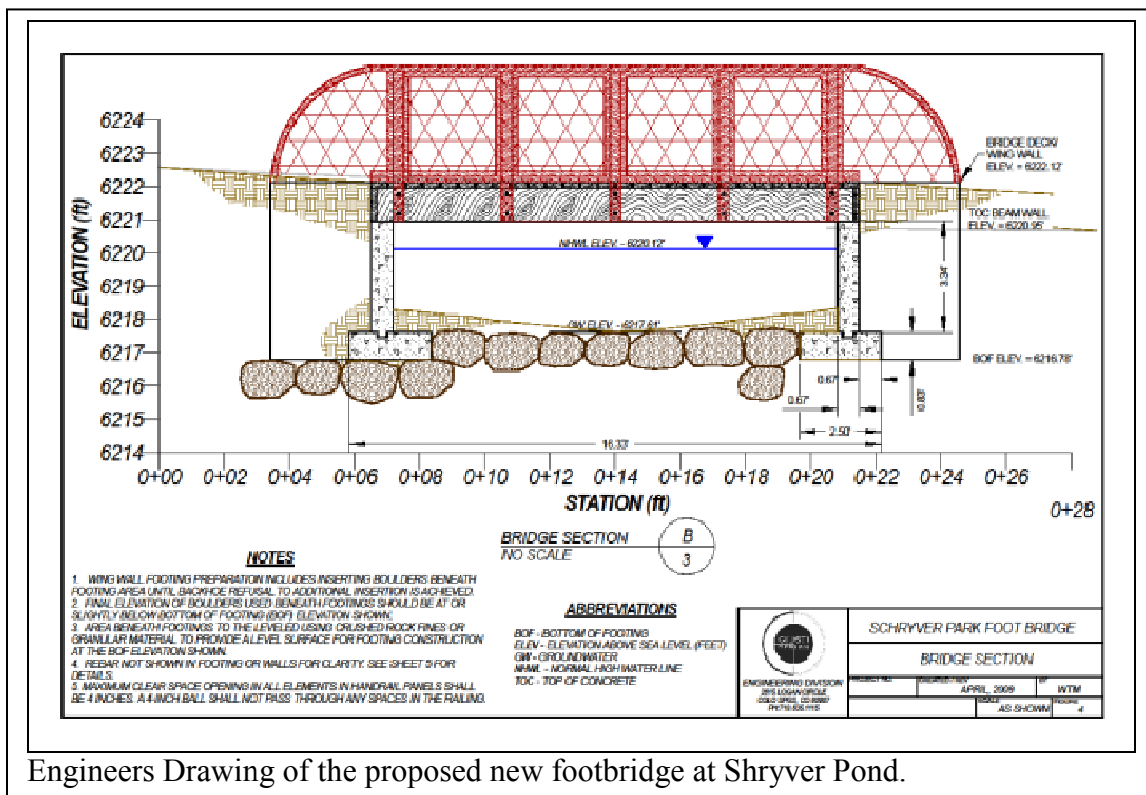 6224
6223
6222
6221
6220
6219
6218
6217
6216
6215
6214
ELEVATION (ft)
BRIDGE DECK/
WING WALL
ELEV. = 6222.12'
TOC BEAM WALL
ELEV. = 6220.95'
NHWL ELEV. = 6220.12'
GW ELEV. = 6217.61'
BOF ELEV. = 6216.78'
0.67'
0.67'
0.83'
2.50'
16.33'
0+00 0+02 0+04 0+06 0+08 0+10 0+12 0+14 0+16 0+18 0+20 0+22 0+24 0+26
0+28
STATION (ft)
BRIDGE SECTION
NO SCALE
B
3
NOTES
1. WING WALL FOOTING PREPARATION INCLUDES INSERTING BOULDERS BENEATH
FOOTING AREA UNTIL BACKHOE REFUSAL TO ADDITIONAL INSERTION IS ACHIEVED.
2. FINAL ELEVATION OF BOULDERS USED BENEATH FOOTINGS SHOULD BE AT OR
SLIGHTLY BELOW BOTTOM OF FOOTING (BOF) ELEVATION SHOWN.
3. AREA BENEATH FOOTINGS TO BE LEVELED USING CRUSHED ROCK FINES OR
GRANULAR MATERIAL TO PROVIDE A LEVEL SURFACE FOR FOOTING CONSTRUCTION
AT THE BOF ELEVATION SHOWN.
4. REBAR NOT SHOWN IN FOOTING OR WALLS FOR CLARITY. SEE SHEET 5 FOR
DETAILS.
5. MAXIMUM CLEAR SPACE OPENING IN ALL ELEMENTS IN HANDRAIL PANELS SHALL
BE 4 INCHES. A 4 INCH BALL SHALL NOT PASS THROUGH ANY SPACES IN THE RAILING.
ABBREVIATIONS
BOF - BOTTOM OF FOOTING
ELEV - ELEVATION ABOVE SEA LEVEL (FEET)
GW - GROUNDWATER
NHWL - NORMAL HIGH WATER LINE
TOC - TOP OF CONCRETE
ENGINEERING DIVISION
SCHRYVER PARK FOOT BRIDGE
BRIDGE SECTION
APRIL, 2009
WTM
AS SHOWN
4
Engineers Drawing of the proposed new footbridge at Shryver Pond.